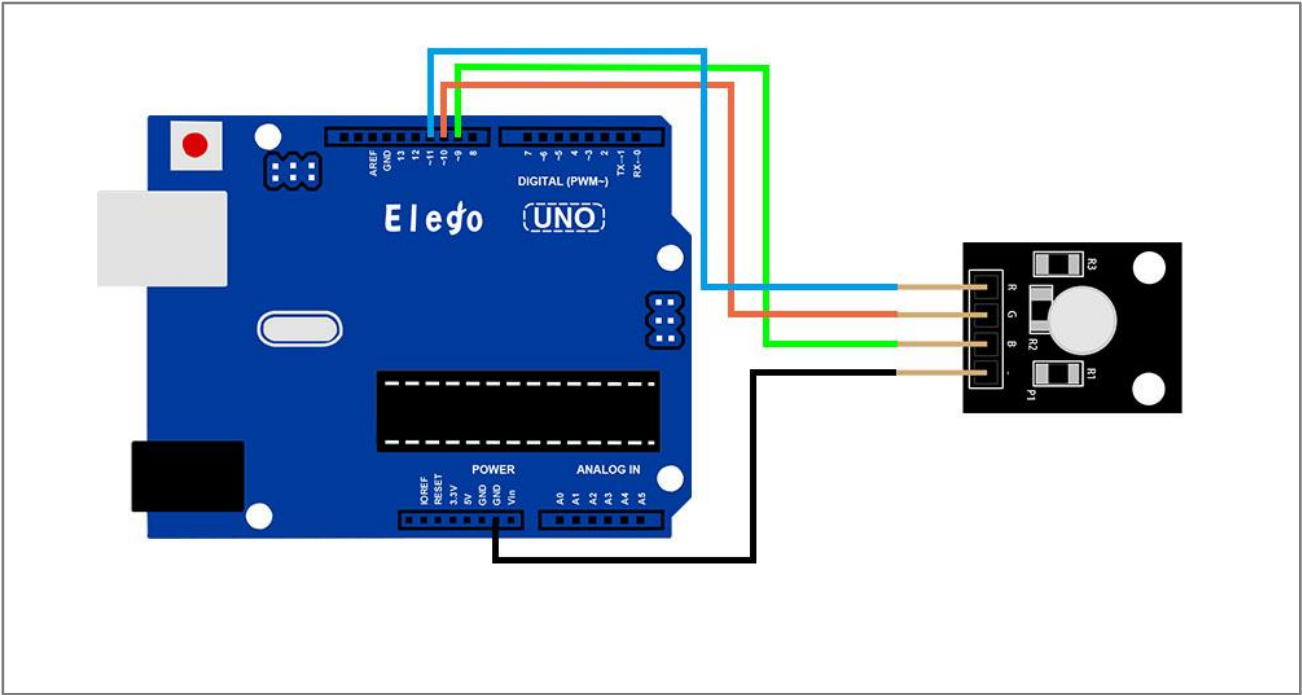 AREF
GND
13
12
~11
~10
~9
8
7
~6
~5
4
~3
2
TX→1
RX←0
DIGITAL (PWM~)
Elego
UNO
R3
R
G
B
-
R2
R1
P1
POWER
ANALOG IN
IOREF
RESET
3.3V
5V
GND
GND
Vin
A0
A1
A2
A3
A4
A5